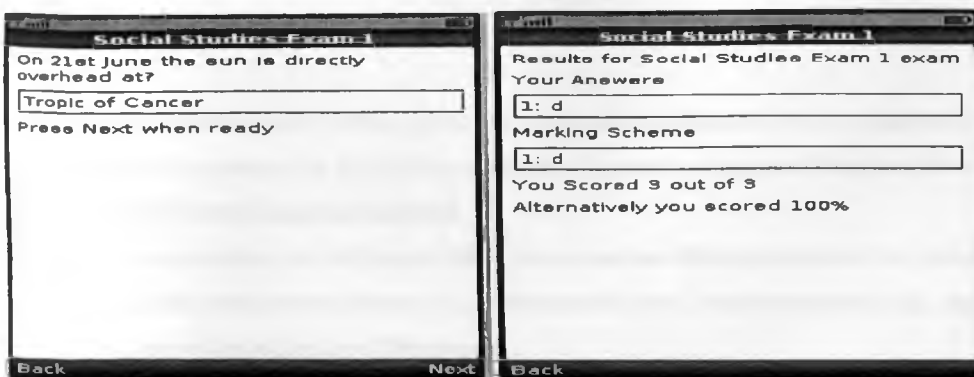 Social Studies Exam 1
On 21st June the sun is directly
overhead at?
Tropic of Cancer
Press Next when ready
Back
Next
Social Studies Exam 1
Results for Social Studies Exam 1 exam
Your Answers
1: d
Marking Scheme
1: d
You Scored 3 out of 3
Alternatively you scored 100%
Back